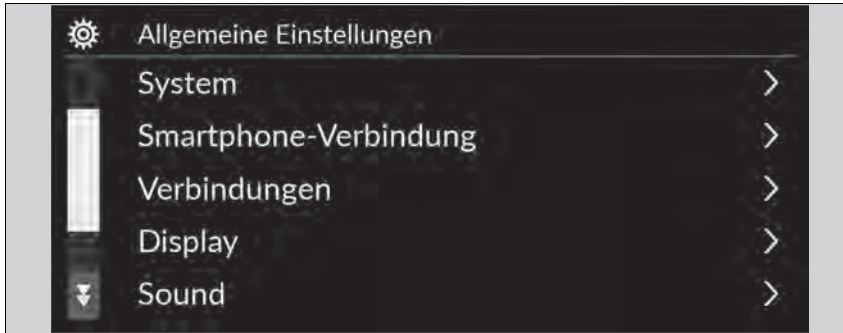 Allgemeine Einstellungen
System
Smartphone-Verbindung
Verbindungen
Display
Sound